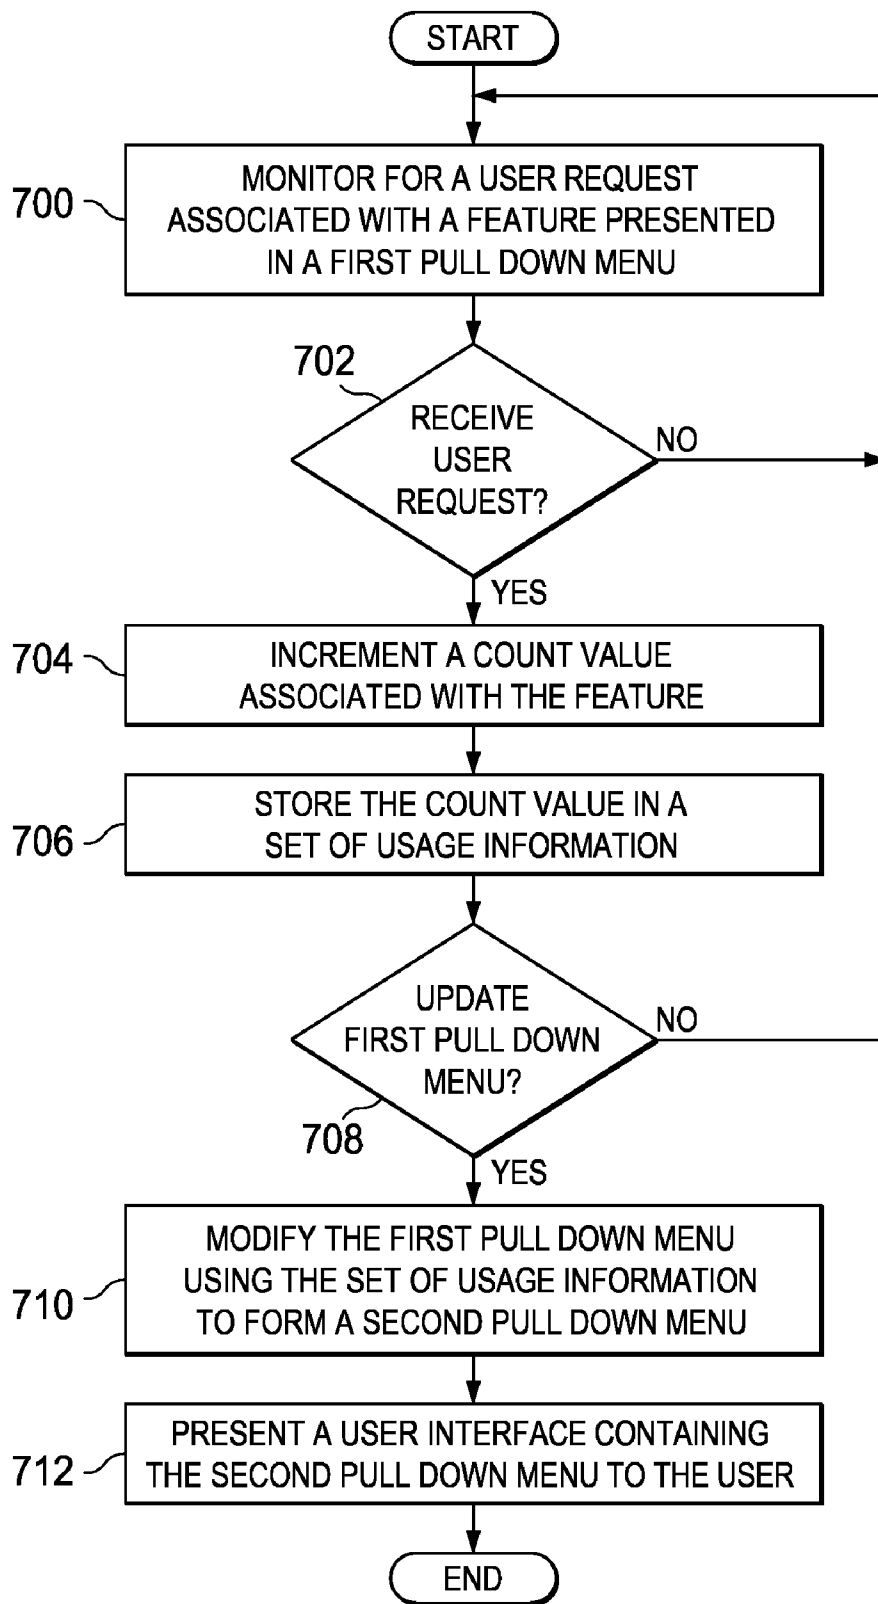 START
700
MONITOR FOR A USER REQUEST
ASSOCIATED WITH A FEATURE PRESENTED
IN A FIRST PULL DOWN MENU
702
RECEIVE
USER
REQUEST?
NO
YES
704
INCREMENT A COUNT VALUE
ASSOCIATED WITH THE FEATURE
706
STORE THE COUNT VALUE IN A
SET OF USAGE INFORMATION
UPDATE
FIRST PULL DOWN
MENU?
NO
708
YES
710
MODIFY THE FIRST PULL DOWN MENU
USING THE SET OF USAGE INFORMATION
TO FORM A SECOND PULL DOWN MENU
712
PRESENT A USER INTERFACE CONTAINING
THE SECOND PULL DOWN MENU TO THE USER
END